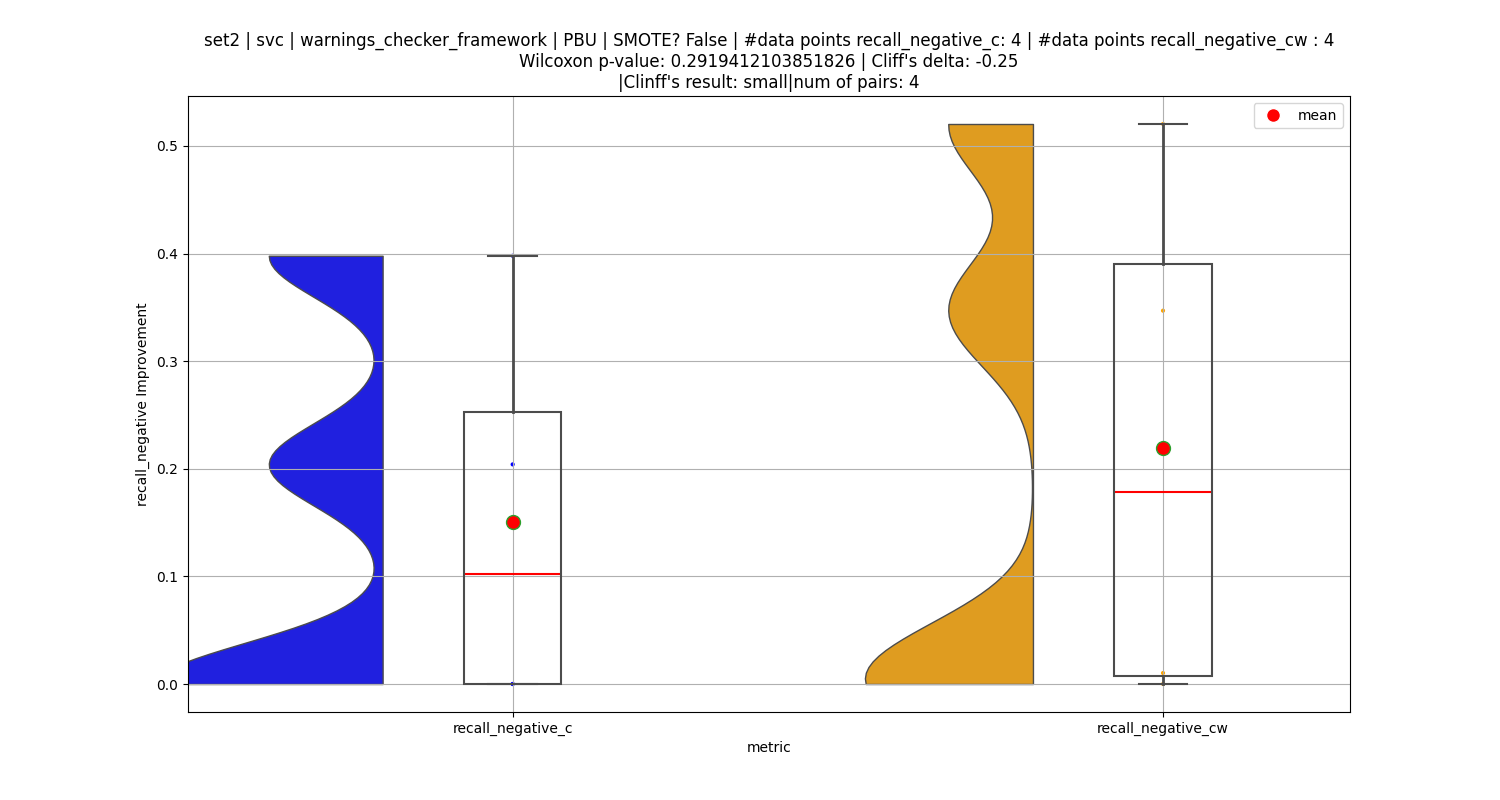 set2 | svc | warnings_checker_framework | PBU | SMOTE? False | #data points recall_negative_c: 4 | #data points recall_negative_cw : 4
Wilcoxon p-value: 0.2919412103851826 | Cliff's delta: -0.25
|Clinff's result: small|num of pairs: 4
mean
0.5
0.4
0.3
0.2
0.1
0.0
recall_negative Improvement
recall_negative_c
recall_negative_cw
metric